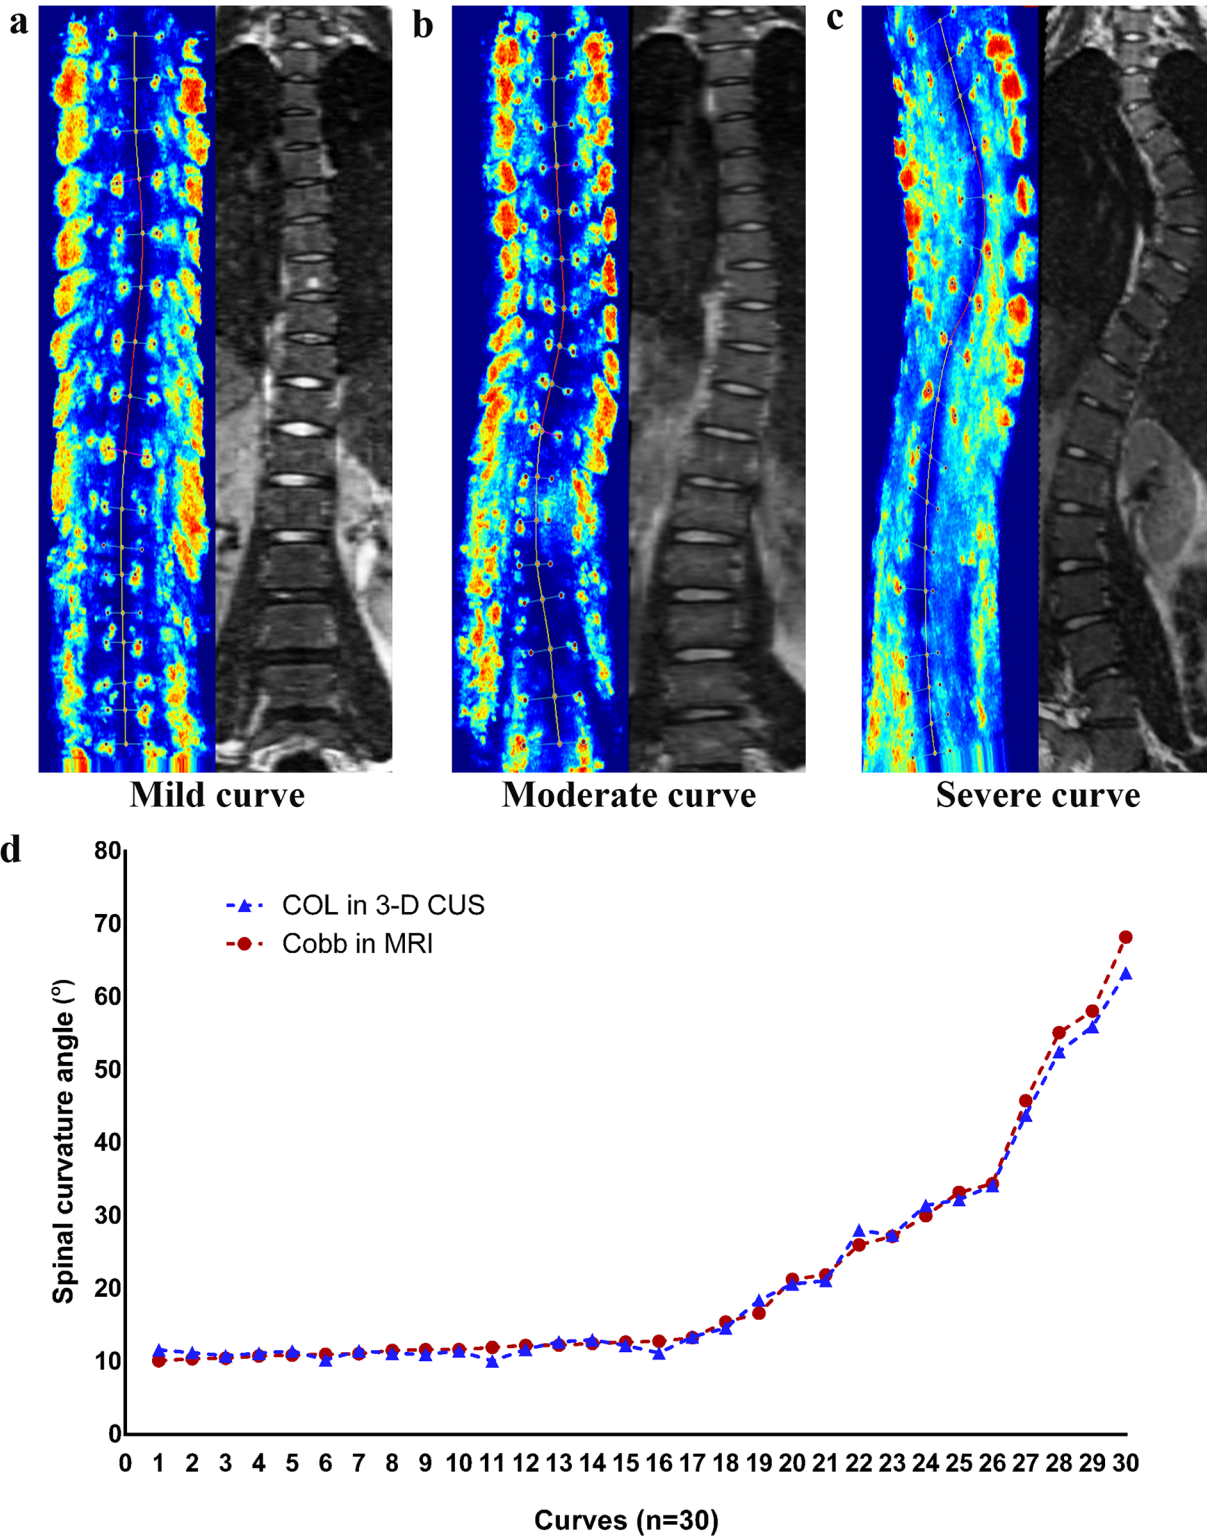 a
b
c
Mild curve
Moderate curve
Severe curve
d
80
70
60
50
40
30
20
10
0
Spinal curvature angle (º)
COL in 3-D CUS
Cobb in MRI
0 1 2 3 4 5 6 7 8 9 10 11 12 13 14 15 16 17 18 19 20 21 22 23 24 25 26 27 28 29 30
Curves (n=30)